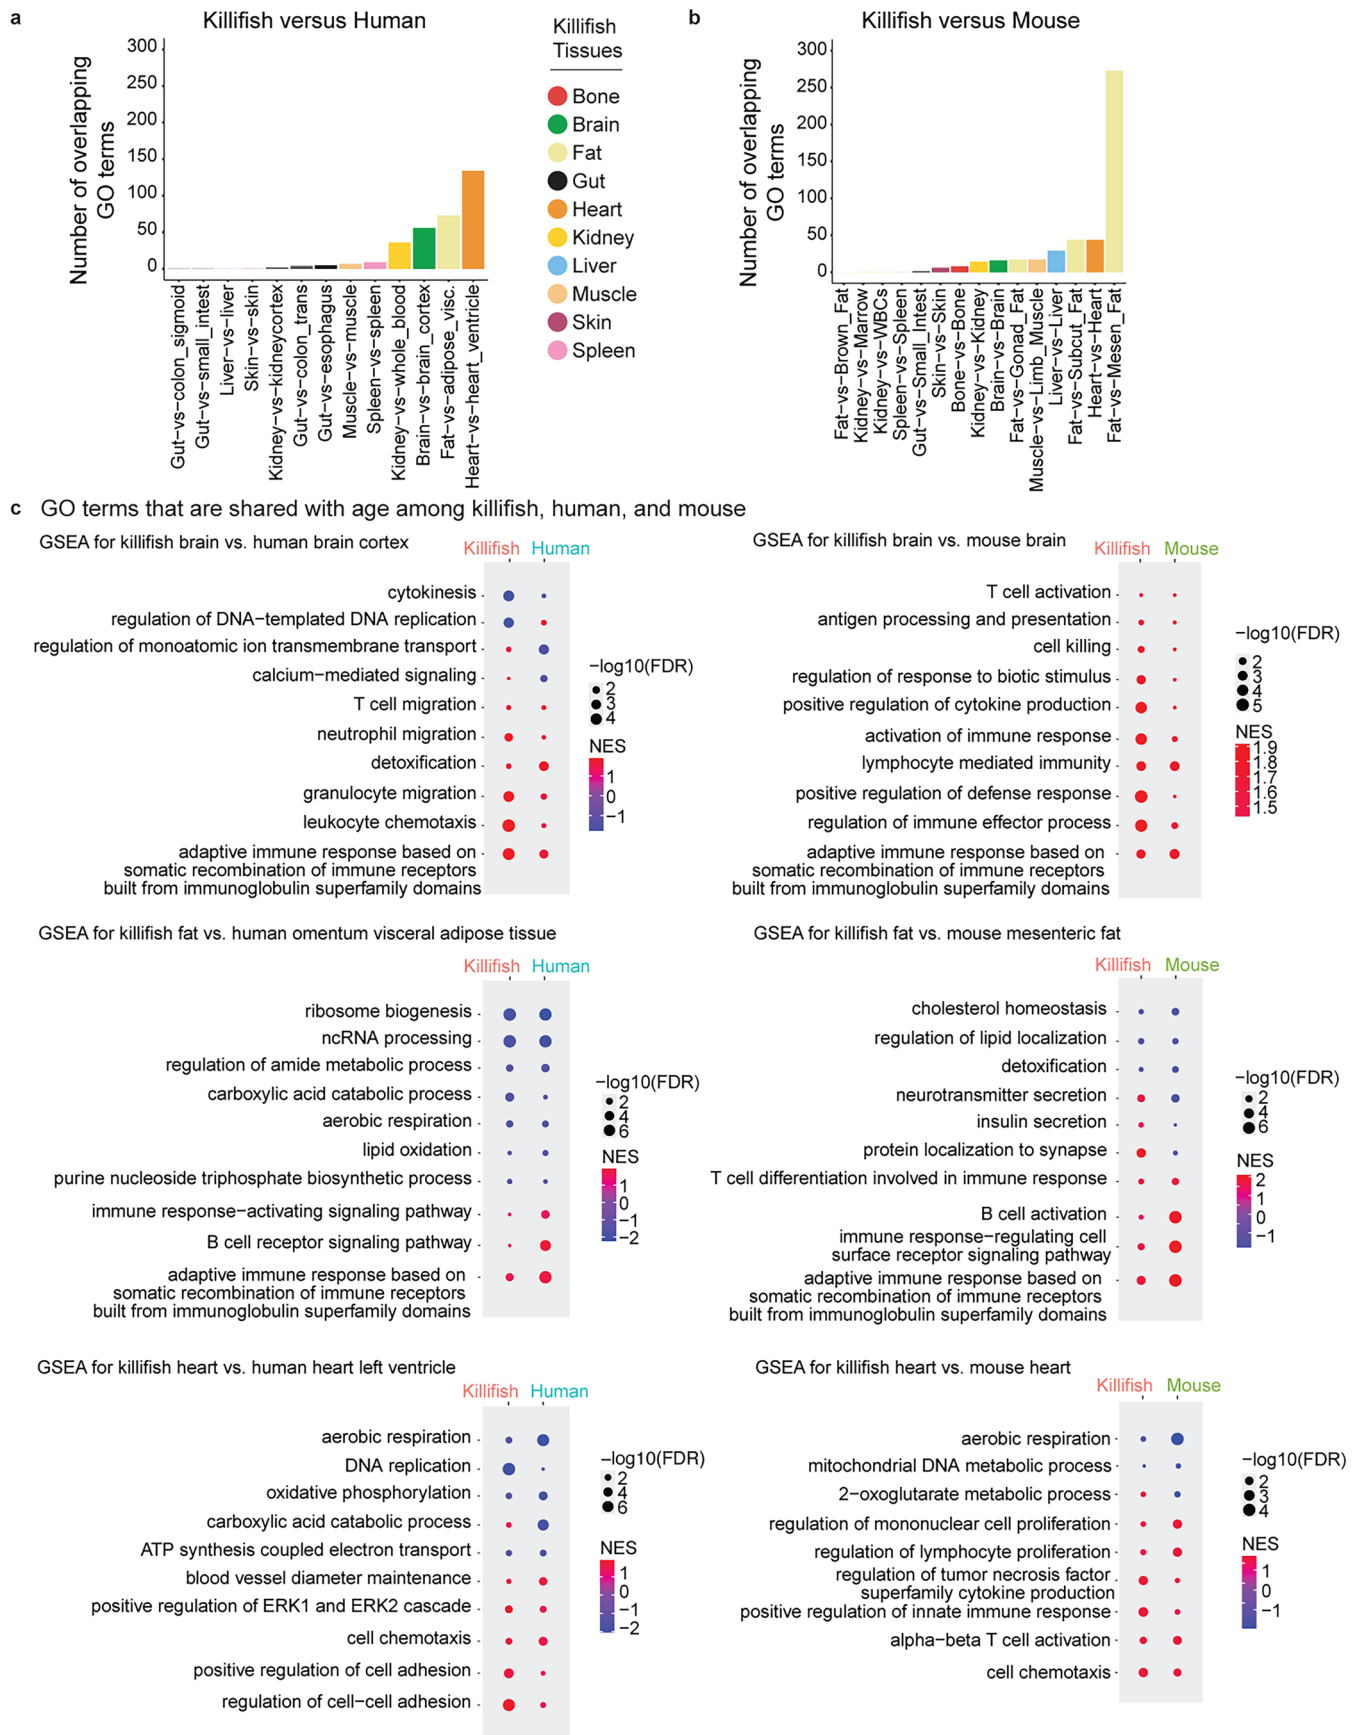 a
Killifish versus Human
Number of overlapping
GO terms
300
250
200
150
100
50
0
Gut−vs−colon_sigmoid
Gut−vs−small_intest
Liver−vs−liver
Skin−vs−skin
Kidney−vs−kidneycortex
Gut−vs−colon_trans
Gut−vs−esophagus
Muscle−vs−muscle
Spleen−vs−spleen
Kidney−vs−whole_blood
Brain−vs−brain_cortex
Fat−vs−adipose_visc.
Heart−vs−heart_ventricle
Killifish
Tissues
Bone
Brain
Fat
Gut
Heart
Kidney
Liver
Muscle
Skin
Spleen
b
Killifish versus Mouse
Number of overlapping
GO terms
300
250
200
150
100
50
0
Fat−vs−Brown_Fat
Kidney−vs−Marrow
Kidney−vs−WBCs
Spleen−vs−Spleen
Gut−vs−Small_Intest
Skin−vs−Skin
Bone−vs−Bone
Kidney−vs−Kidney
Brain−vs−Brain
Fat−vs−Gonad_Fat
Muscle−vs−Limb_Muscle
Liver−vs−Liver
Fat−vs−Subcut_Fat
Heart−vs−Heart
Fat−vs−Mesen_Fat
c GO terms that are shared with age among killifish, human, and mouse
GSEA for killifish brain vs. human brain cortex
Killifish Human
cytokinesis
regulation of DNA−templated DNA replication
regulation of monoatomic ion transmembrane transport
calcium−mediated signaling
T cell migration
neutrophil migration
detoxification
granulocyte migration
leukocyte chemotaxis
adaptive immune response based on
somatic recombination of immune receptors
built from immunoglobulin superfamily domains
−log10(FDR)
2
3
4
NES
1
0
−1
GSEA for killifish brain vs. mouse brain
Killifish Mouse
T cell activation
antigen processing and presentation
cell killing
regulation of response to biotic stimulus
positive regulation of cytokine production
activation of immune response
lymphocyte mediated immunity
positive regulation of defense response
regulation of immune effector process
adaptive immune response based on
somatic recombination of immune receptors
built from immunoglobulin superfamily domains
−log10(FDR)
2
3
4
5
NES
1.9
1.8
1.7
1.6
1.5
GSEA for killifish fat vs. human omentum visceral adipose tissue
Killifish Human
ribosome biogenesis
ncRNA processing
regulation of amide metabolic process
carboxylic acid catabolic process
aerobic respiration
lipid oxidation
purine nucleoside triphosphate biosynthetic process
immune response−activating signaling pathway
B cell receptor signaling pathway
adaptive immune response based on
somatic recombination of immune receptors
built from immunoglobulin superfamily domains
−log10(FDR)
2
4
6
NES
1
0
−1
−2
GSEA for killifish fat vs. mouse mesenteric fat
Killifish Mouse
cholesterol homeostasis
regulation of lipid localization
detoxification
neurotransmitter secretion
insulin secretion
protein localization to synapse
T cell differentiation involved in immune response
B cell activation
immune response−regulating cell
surface receptor signaling pathway
adaptive immune response based on
somatic recombination of immune receptors
built from immunoglobulin superfamily domains
−log10(FDR)
2
4
6
NES
2
1
0
−1
GSEA for killifish heart vs. human heart left ventricle
Killifish Human
aerobic respiration
DNA replication
oxidative phosphorylation
carboxylic acid catabolic process
ATP synthesis coupled electron transport
blood vessel diameter maintenance
positive regulation of ERK1 and ERK2 cascade
cell chemotaxis
positive regulation of cell adhesion
regulation of cell−cell adhesion
−log10(FDR)
2
4
6
NES
1
0
−1
−2
GSEA for killifish heart vs. mouse heart
Killifish Mouse
aerobic respiration
mitochondrial DNA metabolic process
2−oxoglutarate metabolic process
regulation of mononuclear cell proliferation
regulation of lymphocyte proliferation
regulation of tumor necrosis factor
superfamily cytokine production
positive regulation of innate immune response
alpha−beta T cell activation
cell chemotaxis
−log10(FDR)
2
3
4
NES
1
0
−1